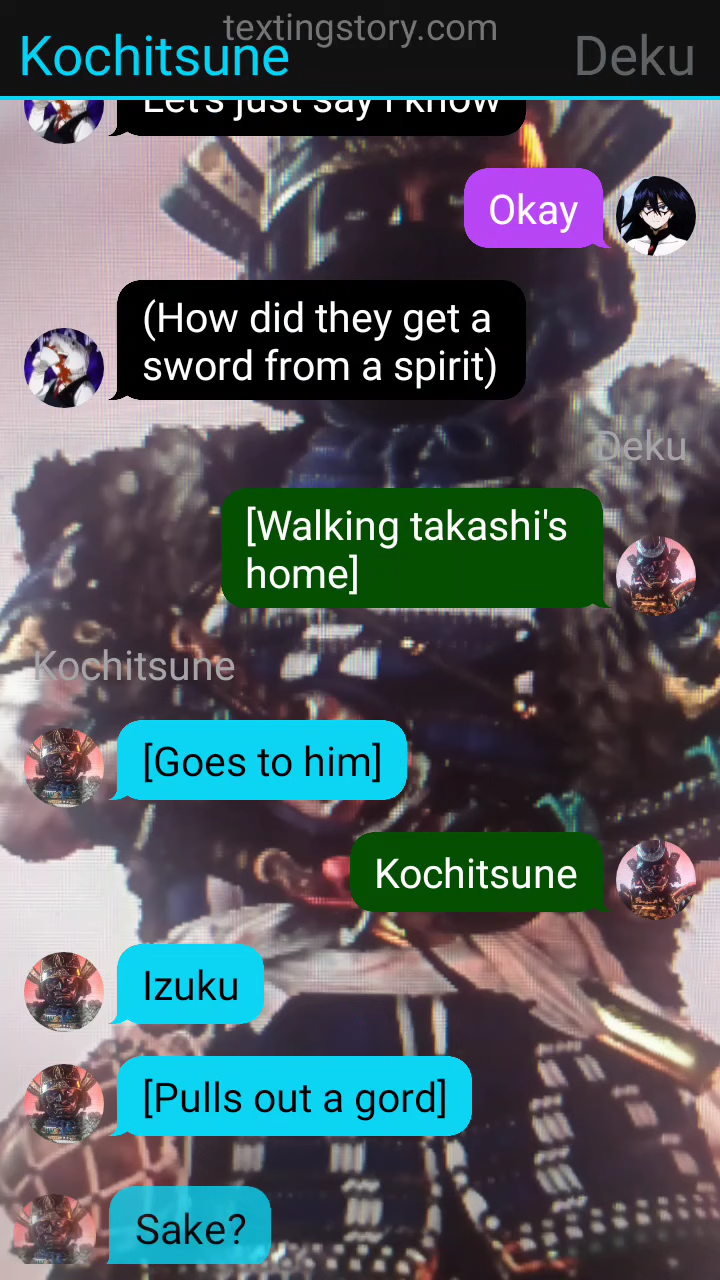 textingstory.com
Kochitsune
Deku
Let's just say I know
Okay
(How did they get a
sword from a spirit)
Deku
[Walking takashi's
home]
Kochitsune
[Goes to him]
Kochitsune
Izuku
[Pulls out a gord]
Sake?